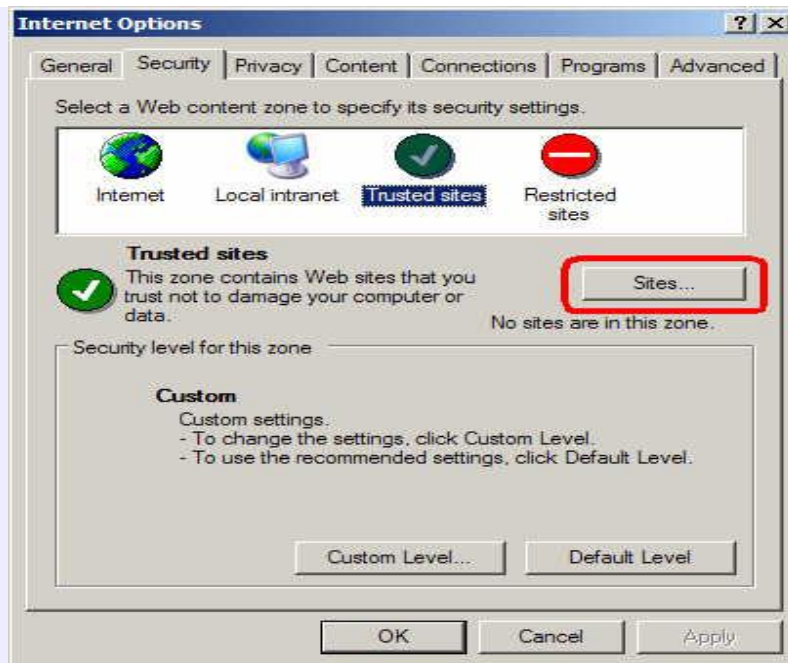 Internet Options
General Security Privacy Content Connections Programs Advanced
Select a Web content zone to specify its security settings.
Internet Local intranet Trusted sites Restricted sites
Trusted sites
This zone contains Web sites that you
trust not to damage your computer or
data.
Sites...
No sites are in this zone.
Security level for this zone
Custom
Custom settings.
- To change the settings, click Custom Level.
- To use the recommended settings, click Default Level.
Custom Level... Default Level
OK Cancel Apply